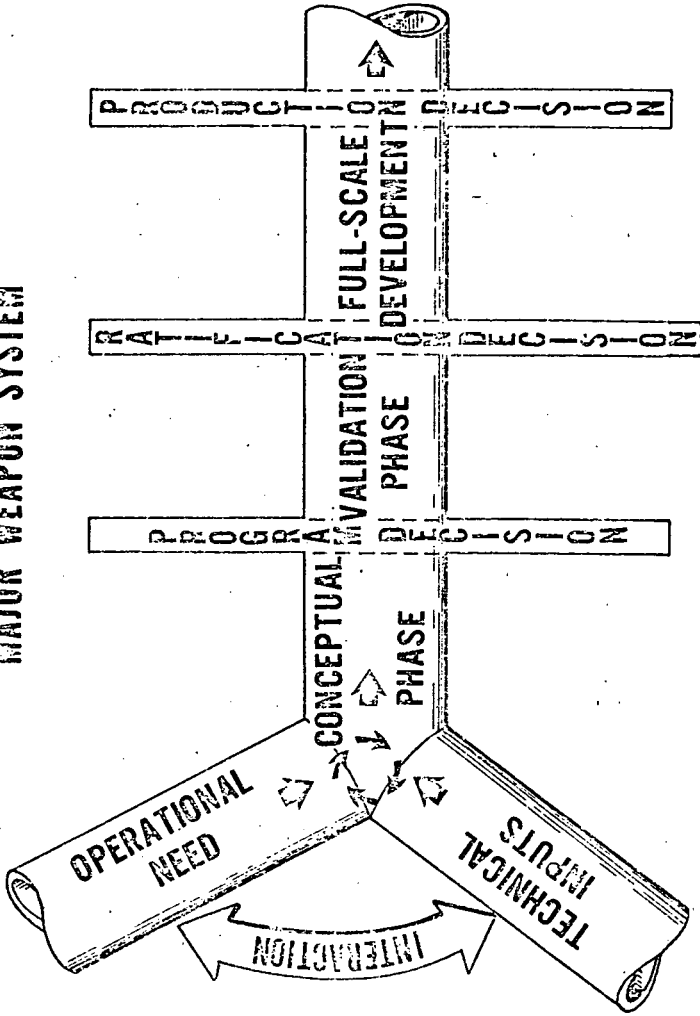 MAJOR WEAPON SYSTEM
OPERATIONAL
NEED
INTERACTION
TECHNICAL
INPUTS
CONCEPTUAL
PHASE
PROGRAM DECISION
VALIDATION
PHASE
RATIFICATION DECISION
FULL-SCALE
DEVELOPMENT
PRODUCTION DECISION